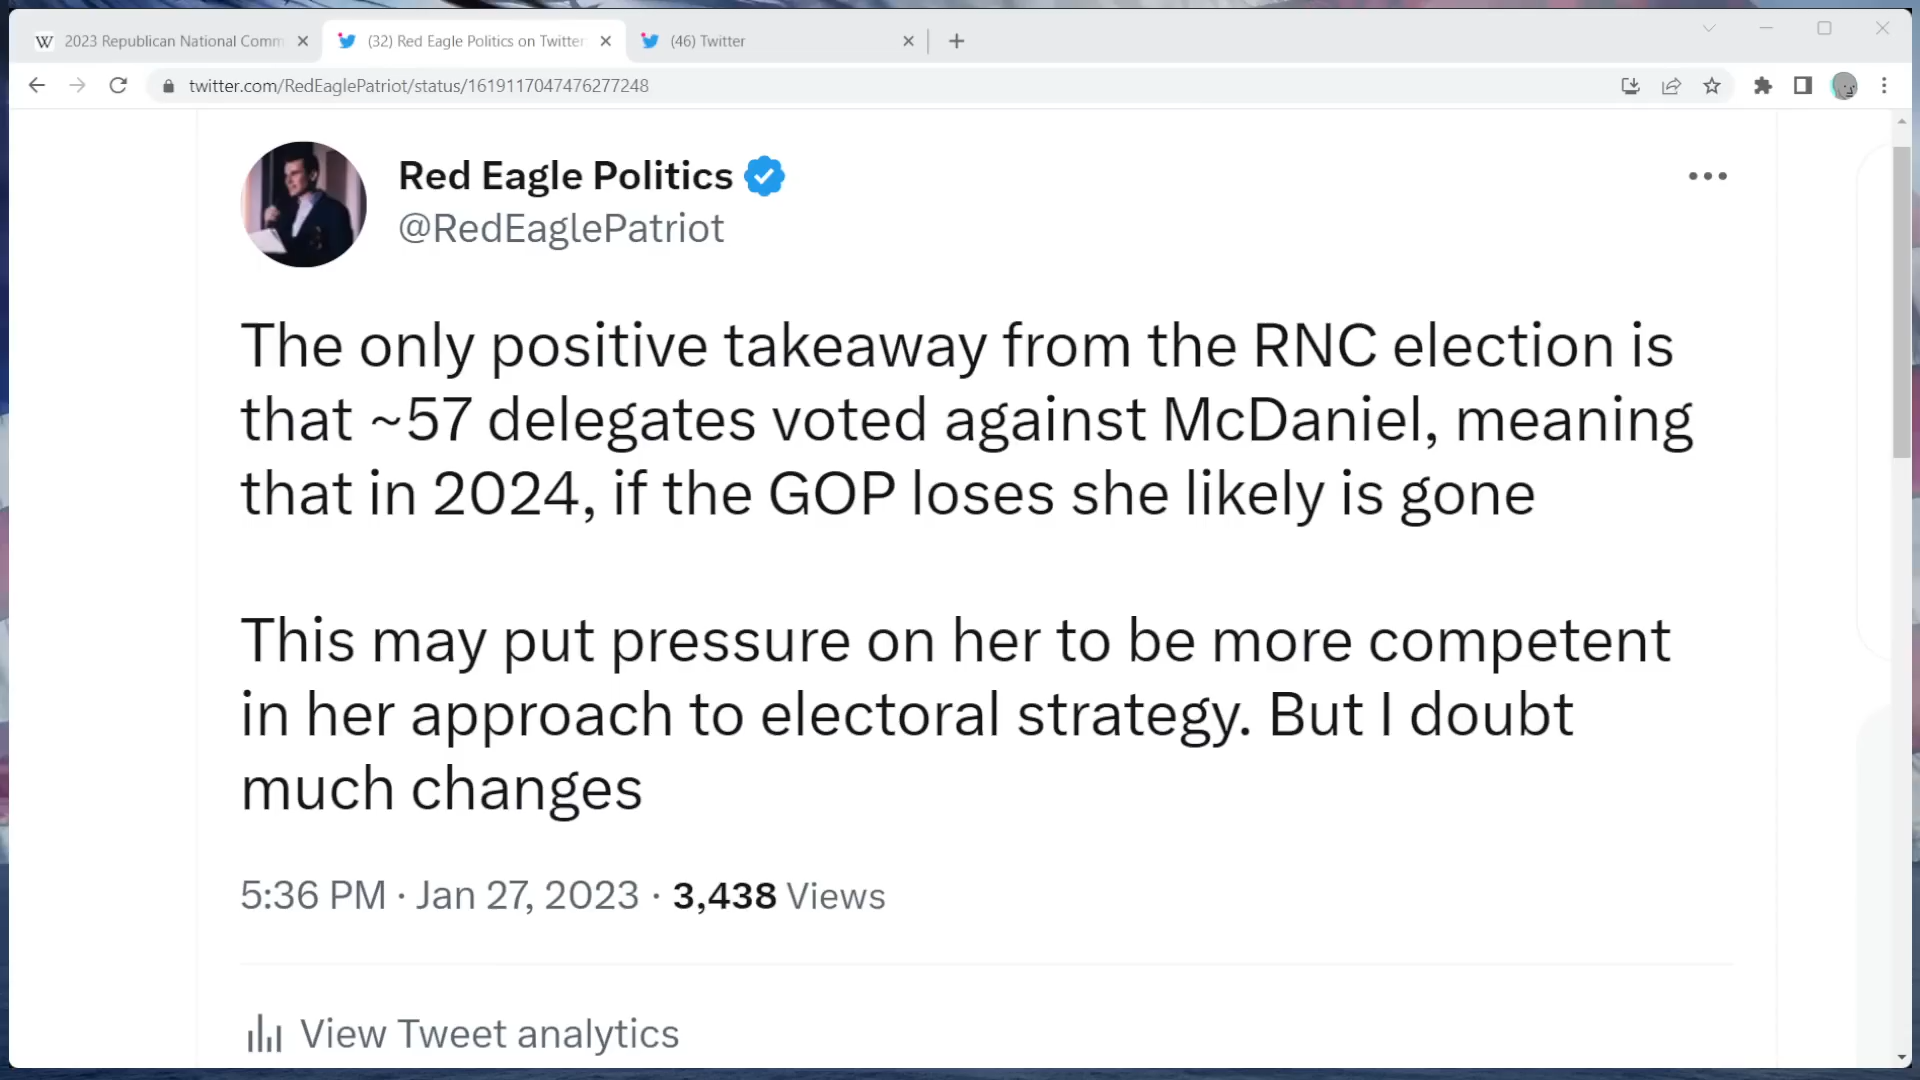 2023 Republican National Comm
(32) Red Eagle Politics on Twitter
(46) Twitter
twitter.com/RedEaglePatriot/status/1619117047476277248
Red Eagle Politics
@RedEaglePatriot
The only positive takeaway from the RNC election is
that ~57 delegates voted against McDaniel, meaning
that in 2024, if the GOP loses she likely is gone
This may put pressure on her to be more competent
in her approach to electoral strategy. But I doubt
much changes
5:36 PM · Jan 27, 2023 · 3,438 Views
View Tweet analytics